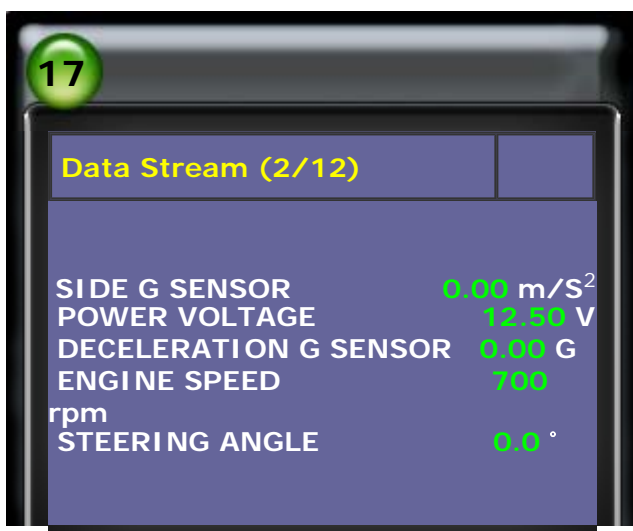 17
Data Stream (2/12)
SIDE G SENSOR 0.00 m/S²
POWER VOLTAGE 12.50 V
DECELERATION G SENSOR 0.00 G
ENGINE SPEED 700
rpm
STEERING ANGLE 0.0 °